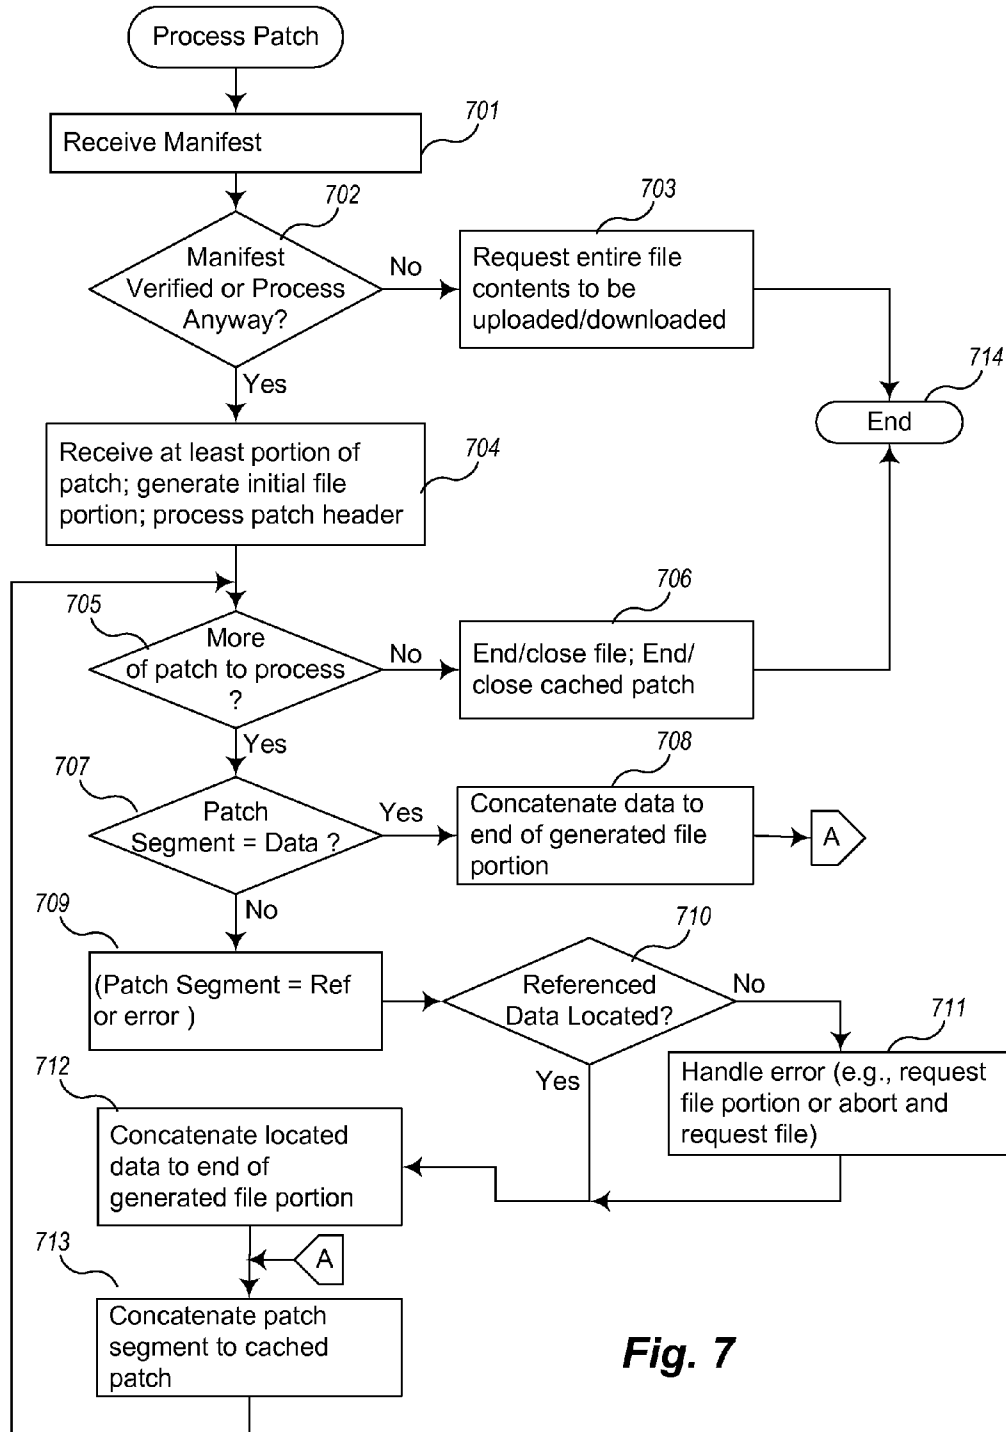 Process Patch
701
Receive Manifest
702
Manifest
Verified or Process
Anyway?
No
703
Request entire file
contents to be
uploaded/downloaded
714
End
Yes
Receive at least portion of
patch; generate initial file
portion; process patch header
704
705
More
of patch to process
?
No
706
End/close file; End/
close cached patch
Yes
707
Patch
Segment = Data ?
Yes
708
Concatenate data to
end of generated file
portion
A
No
709
(Patch Segment = Ref
or error )
710
Referenced
Data Located?
No
711
Handle error (e.g., request
file portion or abort and
request file)
Yes
712
Concatenate located
data to end of
generated file portion
A
713
Concatenate patch
segment to cached
patch
Fig. 7